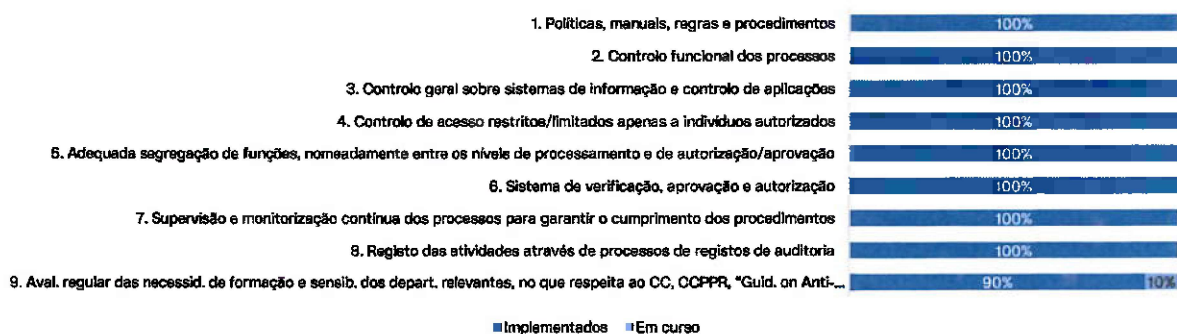 1. Políticas, manuais, regras e procedimentos 100%
2. Controlo funcional dos processos 100%
3. Controlo geral sobre sistemas de informação e controlo de aplicações 100%
4. Controlo de acesso restritos/limitados apenas a indivíduos autorizados 100%
5. Adequada segregação de funções, nomeadamente entre os níveis de processamento e de autorização/aprovação 100%
6. Sistema de verificação, aprovação e autorização 100%
7. Supervisão e monitorização contínua dos processos para garantir o cumprimento dos procedimentos 100%
8. Registo das atividades através de processos de registos de auditoria 100%
9. Aval. regular das necessid. de formação e sensib. dos depart. relevantes, no que respeita ao CC, CCPPR, "Guid. on Anti-... 90% 10%
Implementados Em curso